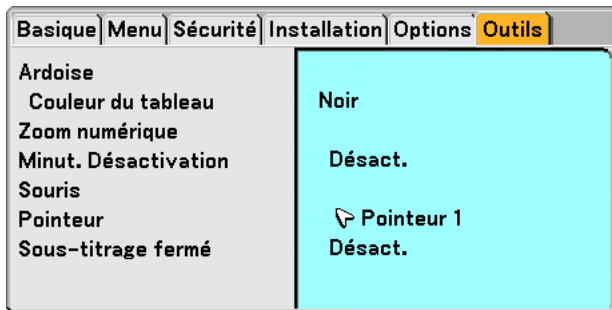 Basique Menu Sécurité Installation Options Outils
Ardoise
Couleur du tableau Noir
Zoom numérique
Minut. Désactivation Désact.
Souris
Pointeur Pointeur 1
Sous-titrage fermé Désact.